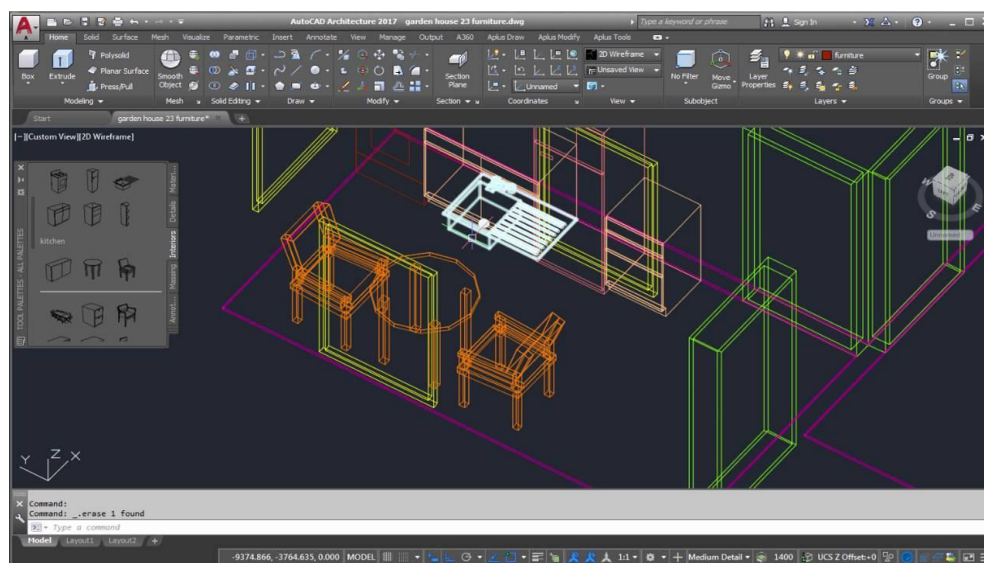 AutoCAD Architecture 2017 garden house 23 furniture.dwg
Type a keyword or phrase
Sign In
Home Solid Surface Mesh Visualize Parametric Insert Annotate View Manage Output A360 Aplus Draw Aplus Modify Aplus Tools
Box
Extrude
Polysolid
Planar Surface
Press/Pull
Smooth Object
Section Plane
2D Wireframe
Unsaved View
Unnamed
No Filter
Move Gizmo
Layer Properties
furniture
Group
Modeling Mesh Solid Editing Draw Modify Section Coordinates View Subobject Layers Groups
Start garden house 23 furniture*
[−][Custom View][2D Wireframe]
TOOL PALETTES - ALL PALETTES
kitchen
Materi...
Details
Interiors
Massing
Annot...
W
S
E
Unnamed
Y Z X
Command:
Command: _.erase 1 found
Type a command
Model Layout1 Layout2 +
-9374.866, -3764.635, 0.000 MODEL 1:1 Medium Detail 1400 UCS Z Offset:+0